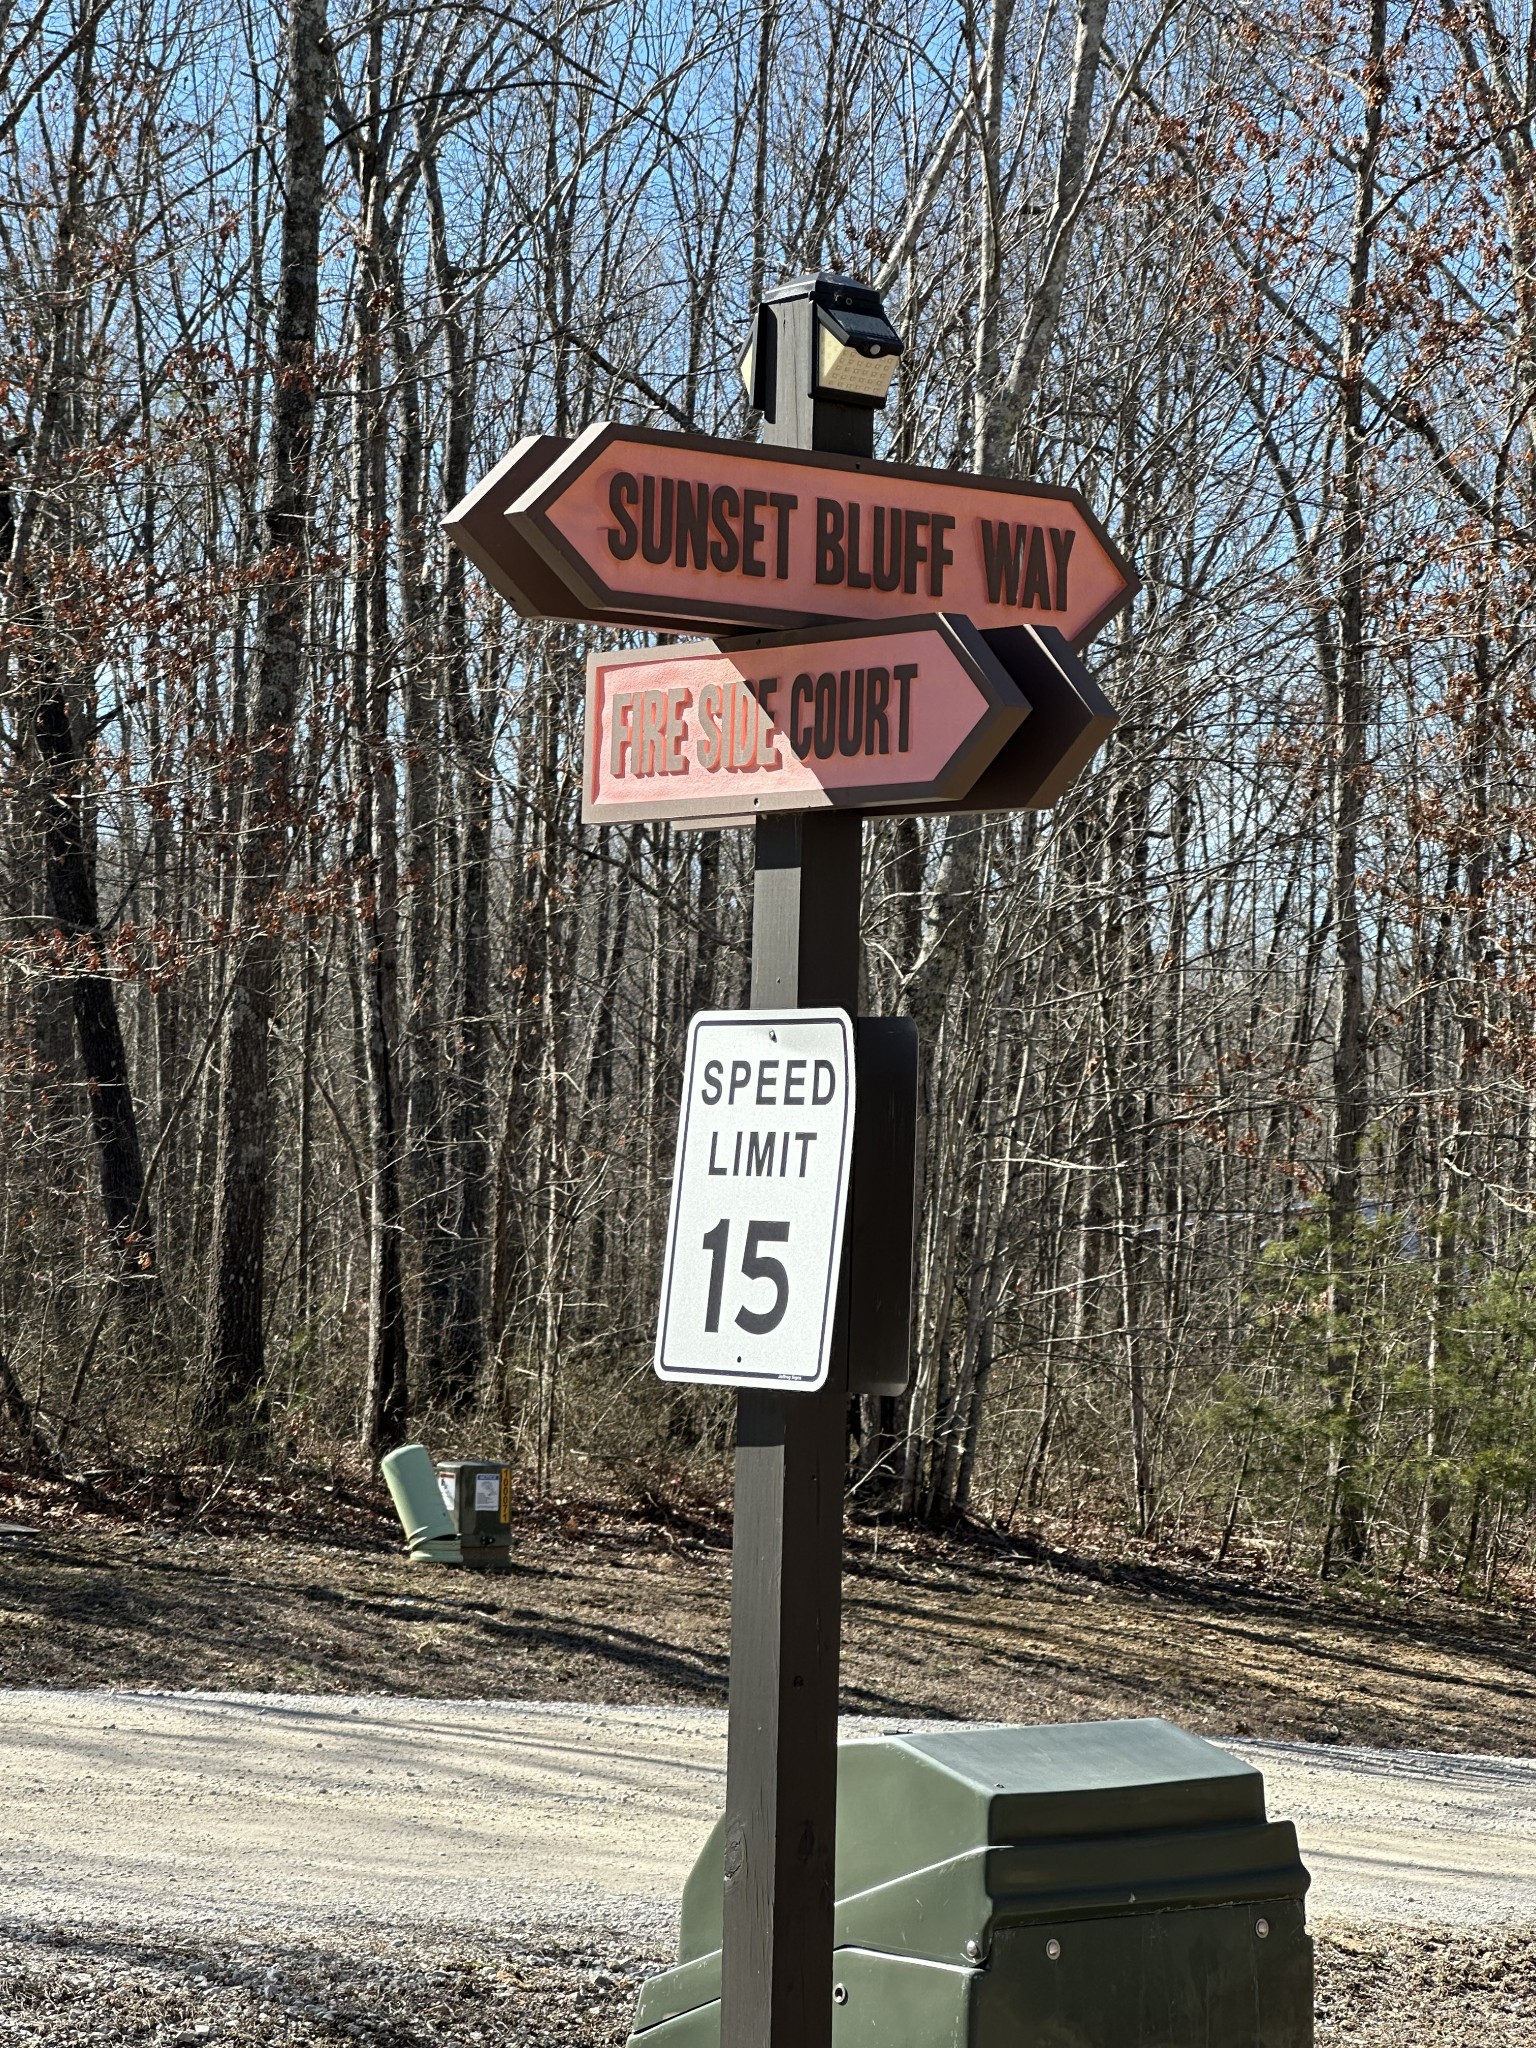 SUNSET BLUFF WAY
FIRE SIDE COURT
SPEED
LIMIT
15